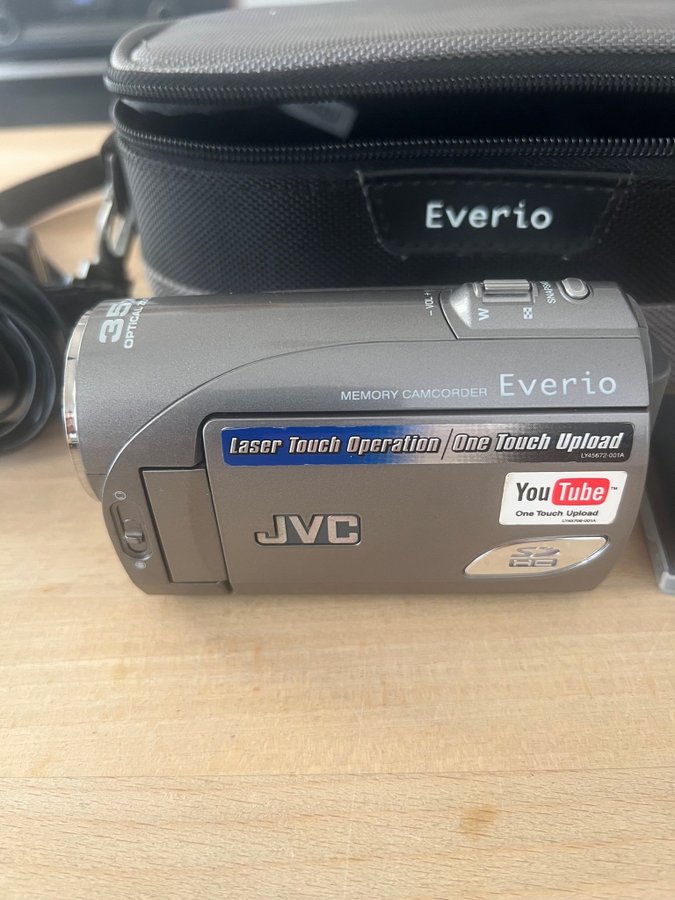 Everio
35x
OPTICAL
– VOL +
W
SNAPSHOT
MEMORY CAMCORDER Everio
Laser Touch Operation / One Touch Upload
LY45672-001A
YouTube™
One Touch Upload
JVC
SD
HC